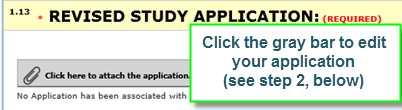 1.13 * REVISED STUDY APPLICATION: (REQUIRED)
Click the gray bar to edit
your application
(see step 2, below)
Click here to attach the application.
No Application has been associated with